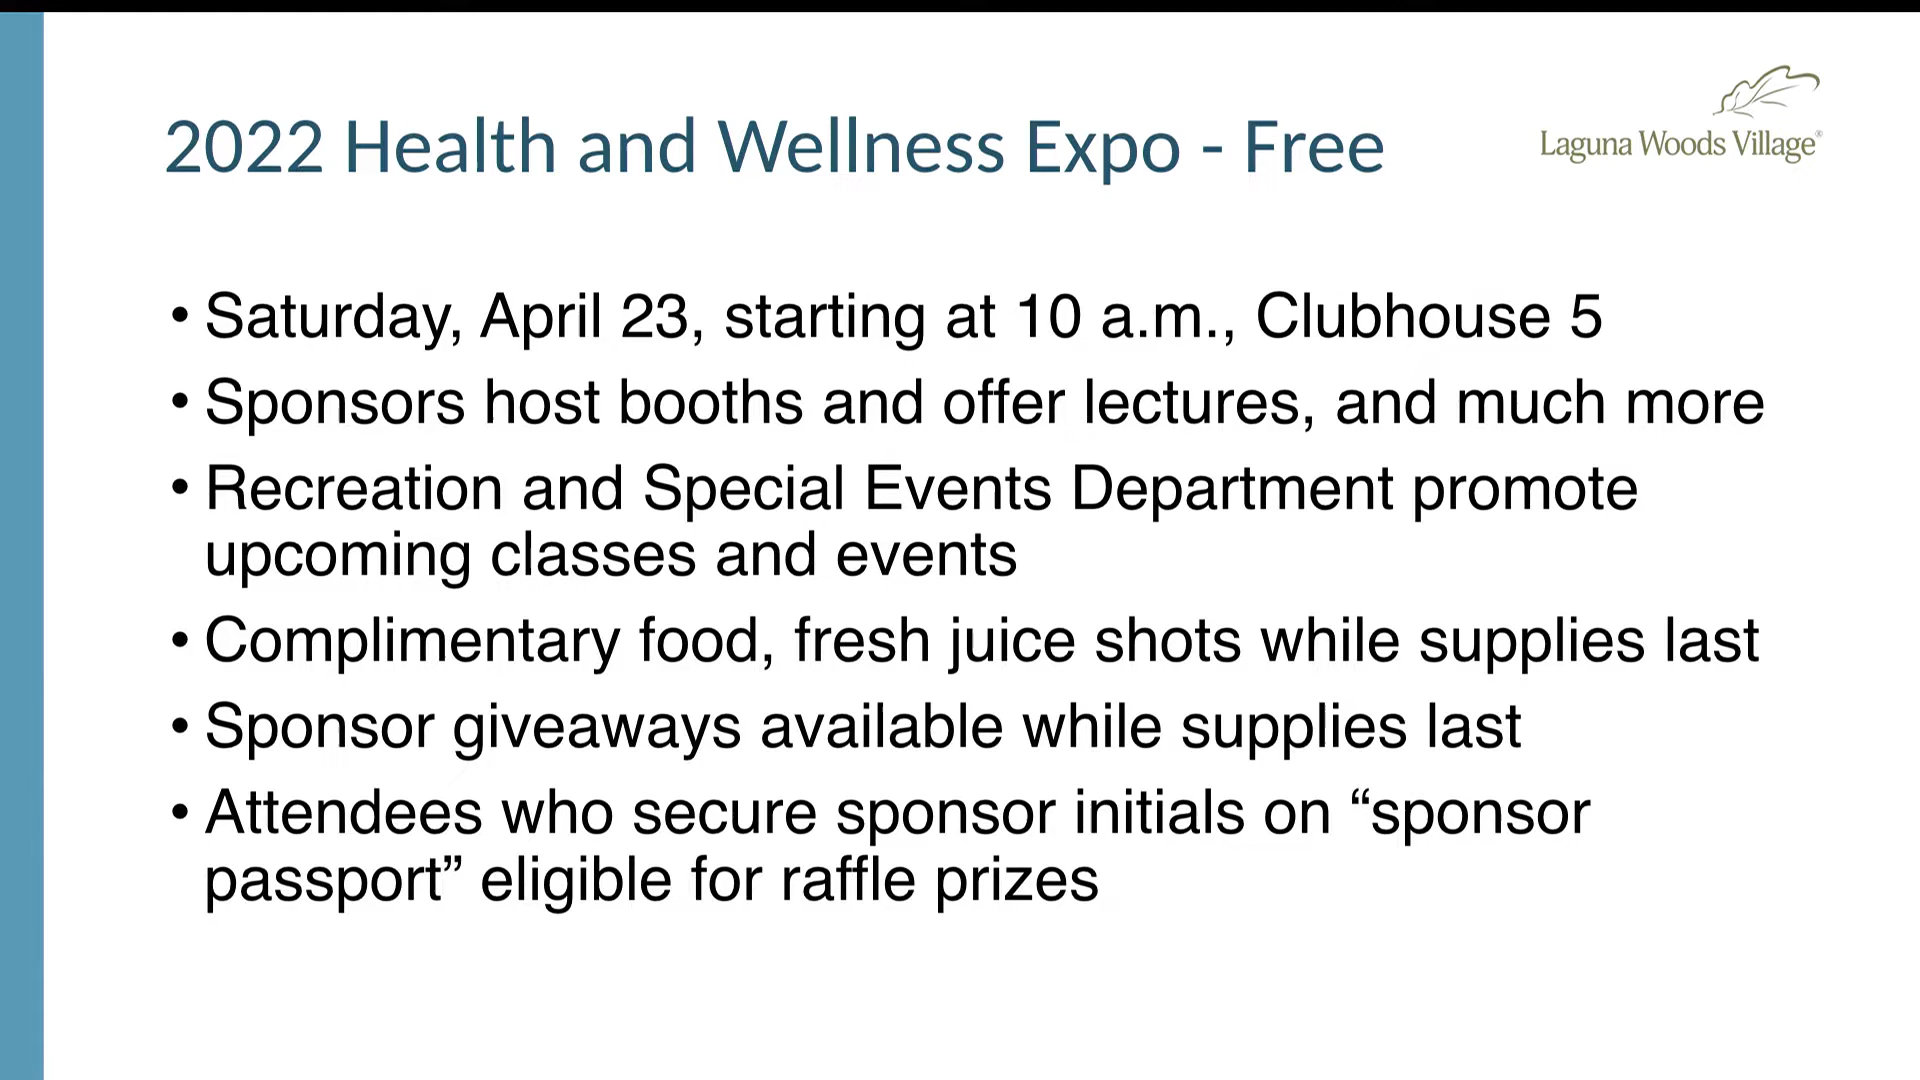 2022 Health and Wellness Expo - Free
Laguna Woods Village®
• Saturday, April 23, starting at 10 a.m., Clubhouse 5
• Sponsors host booths and offer lectures, and much more
• Recreation and Special Events Department promote
upcoming classes and events
• Complimentary food, fresh juice shots while supplies last
• Sponsor giveaways available while supplies last
• Attendees who secure sponsor initials on “sponsor
passport” eligible for raffle prizes